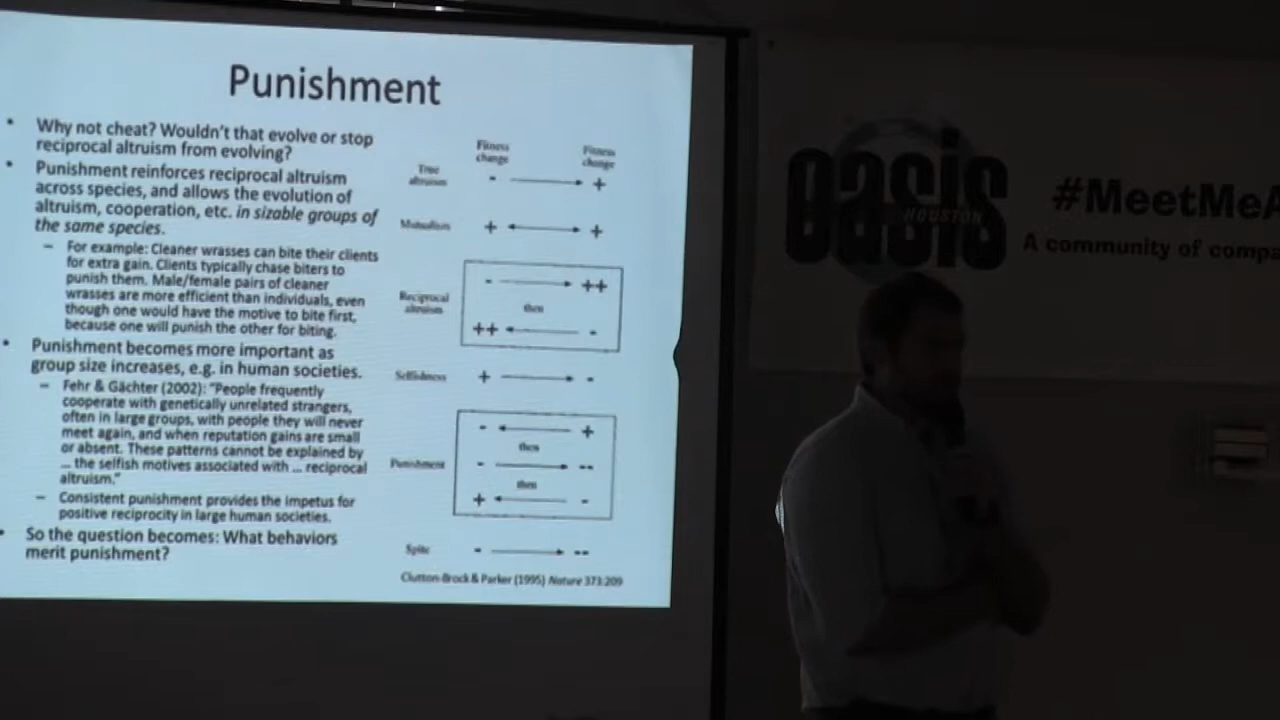 Punishment
• Why not cheat? Wouldn't that evolve or stop
reciprocal altruism from evolving?
• Punishment reinforces reciprocal altruism
across species, and allows the evolution of
altruism, cooperation, etc. in sizable groups of
the same species.
– For example: Cleaner wrasses can bite their clients
for extra gain. Clients typically chase biters to
punish them. Male/female pairs of cleaner
wrasses are more efficient than individuals, even
though one would have the motive to bite first,
because one will punish the other for biting.
• Punishment becomes more important as
group size increases, e.g. in human societies.
– Fehr & Gächter (2002): "People frequently
cooperate with genetically unrelated strangers,
often in large groups, with people they will never
meet again, and when reputation gains are small
or absent. These patterns cannot be explained by
... the selfish motives associated with ... reciprocal
altruism."
– Consistent punishment provides the impetus for
positive reciprocity in large human societies.
• So the question becomes: What behaviors
merit punishment?
Fitness
change
Fitness
change
True
altruism
- +
Mutualism
+ +
Reciprocal
altruism
- ++
then
++ -
Selfishness
+ -
Punishment
- +
then
- --
then
+ -
Spite
- --
Clutton-Brock & Parker (1995) Nature 373:209
oasis
HOUSTON
#MeetMeA
A community of compa